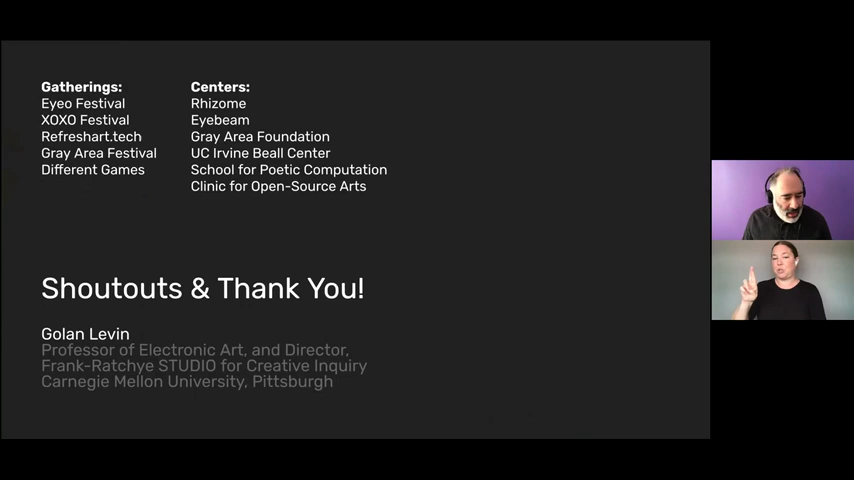 Gatherings:
Eyeo Festival
XOXO Festival
Refreshart.tech
Gray Area Festival
Different Games
Centers:
Rhizome
Eyebeam
Gray Area Foundation
UC Irvine Beall Center
School for Poetic Computation
Clinic for Open-Source Arts
Shoutouts & Thank You!
Golan Levin
Professor of Electronic Art, and Director,
Frank-Ratchye STUDIO for Creative Inquiry
Carnegie Mellon University, Pittsburgh